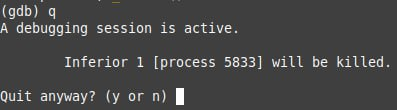 (gdb) q
A debugging session is active.
Inferior 1 [process 5833] will be killed.
Quit anyway? (y or n)